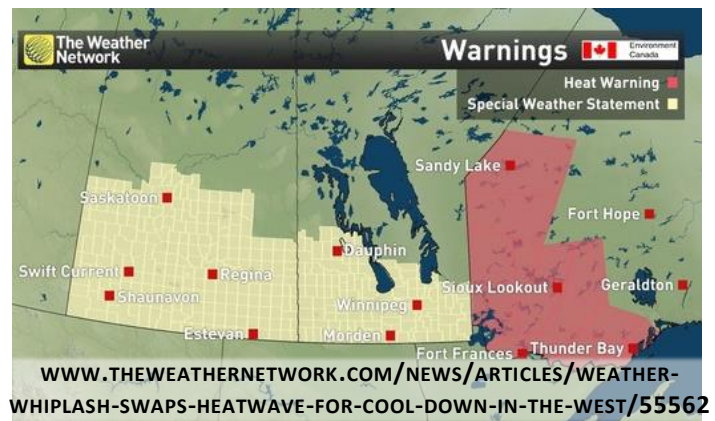 The Weather
Network
Warnings
Environment
Canada
Heat Warning
Special Weather Statement
Sandy Lake
Saskatoon
Fort Hope
Dauphin
Swift Current
Regina
Sioux Lookout
Geraldton
Shaunavon
Winnipeg
Estevan
Morden
Fort Frances
Thunder Bay
WWW.THEWEATHERNETWORK.COM/NEWS/ARTICLES/WEATHER-
WHIPLASH-SWAPS-HEATWAVE-FOR-COOL-DOWN-IN-THE-WEST/55562